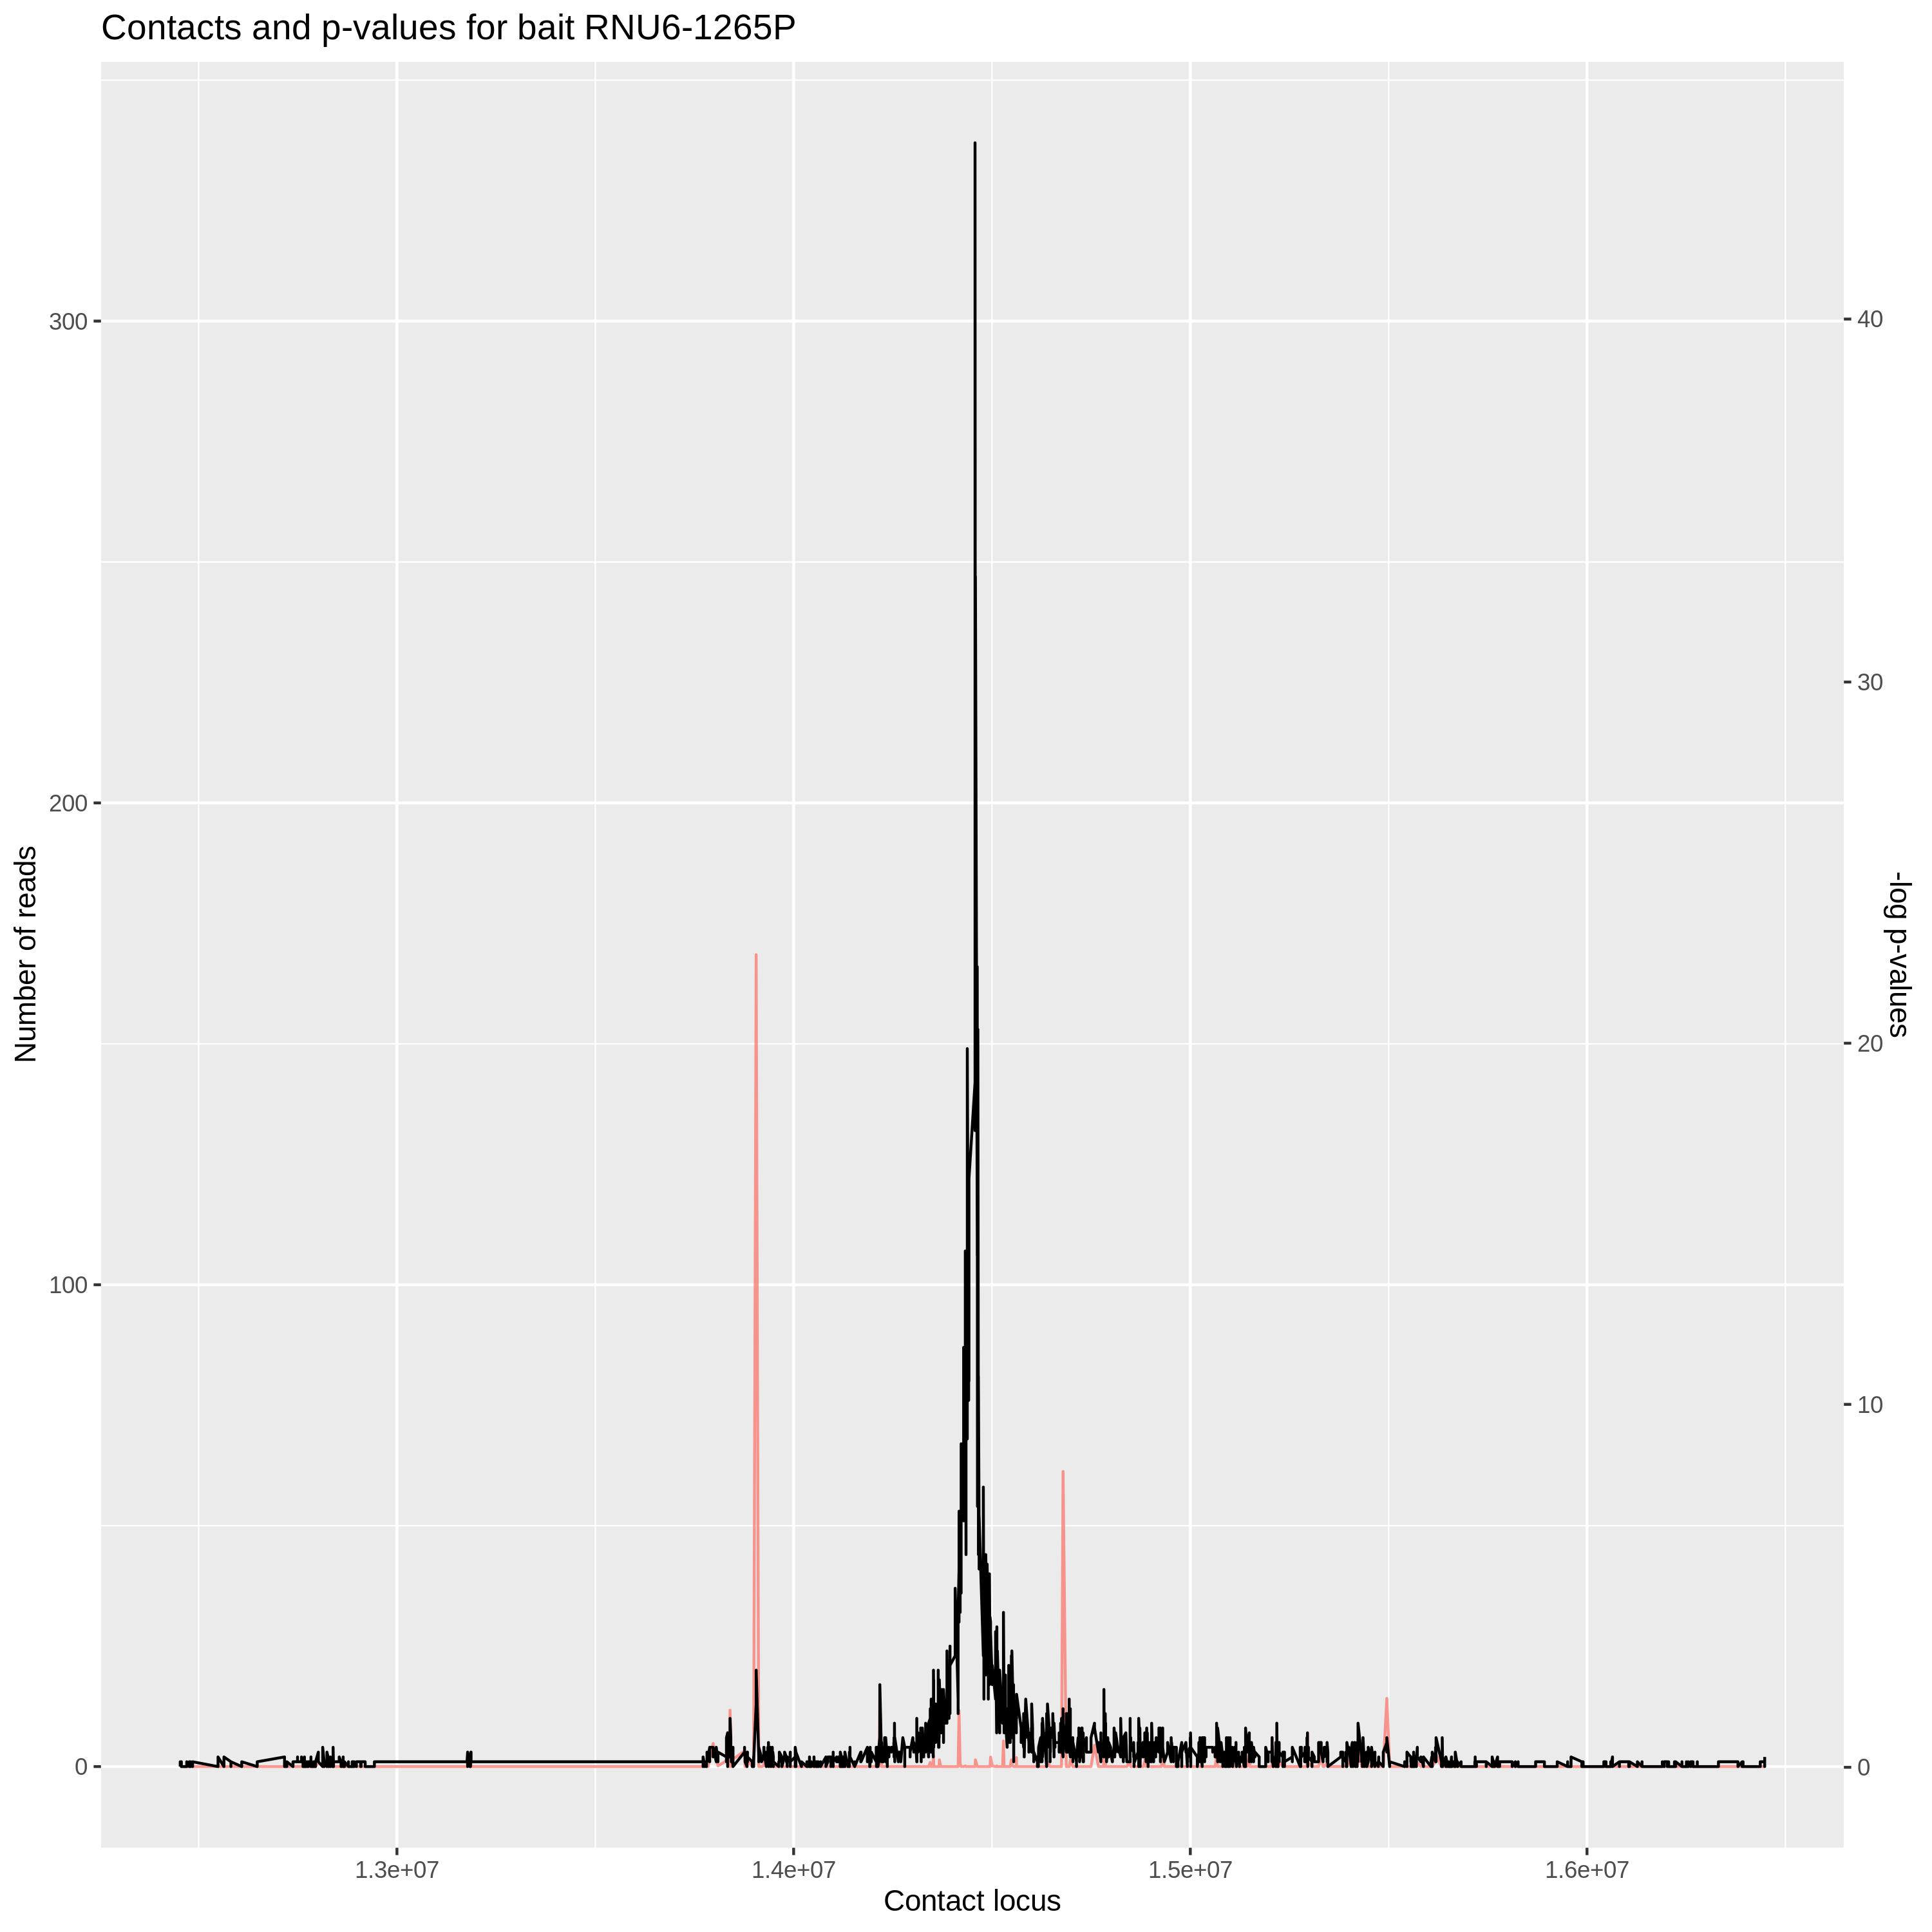 Contacts and p-values for bait RNU6-1265P
300
200
100
0
40
30
20
10
0
Number of reads
-log p-values
1.3e+07
1.4e+07
1.5e+07
1.6e+07
Contact locus